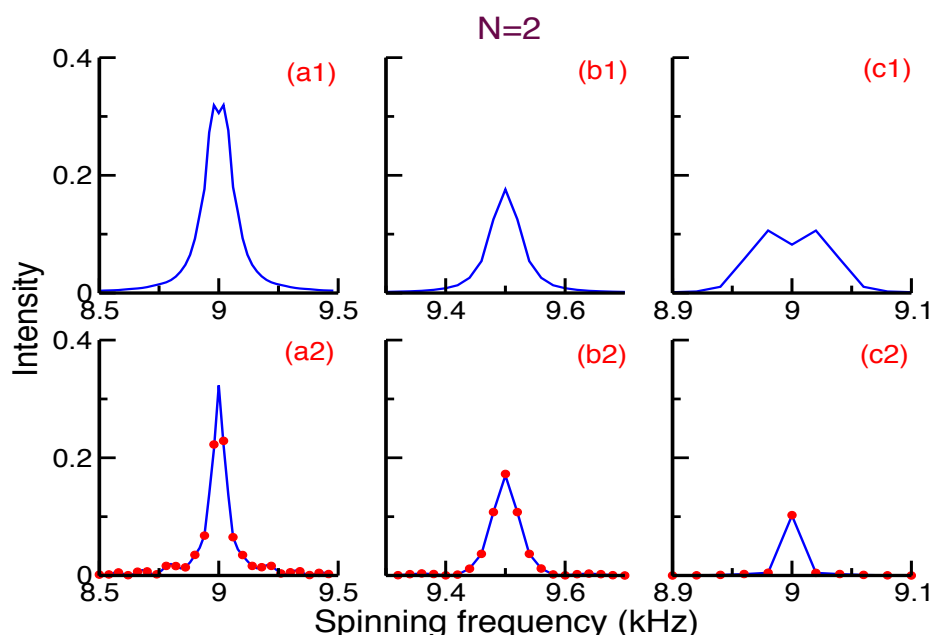 N=2
Intensity
0.4
0.2
0
(a1)
8.5 9 9.5
(b1)
9.4 9.6
(c1)
8.9 9 9.1
0.4
0.2
0
(a2)
8.5 9 9.5
(b2)
9.4 9.6
(c2)
8.9 9 9.1
Spinning frequency (kHz)